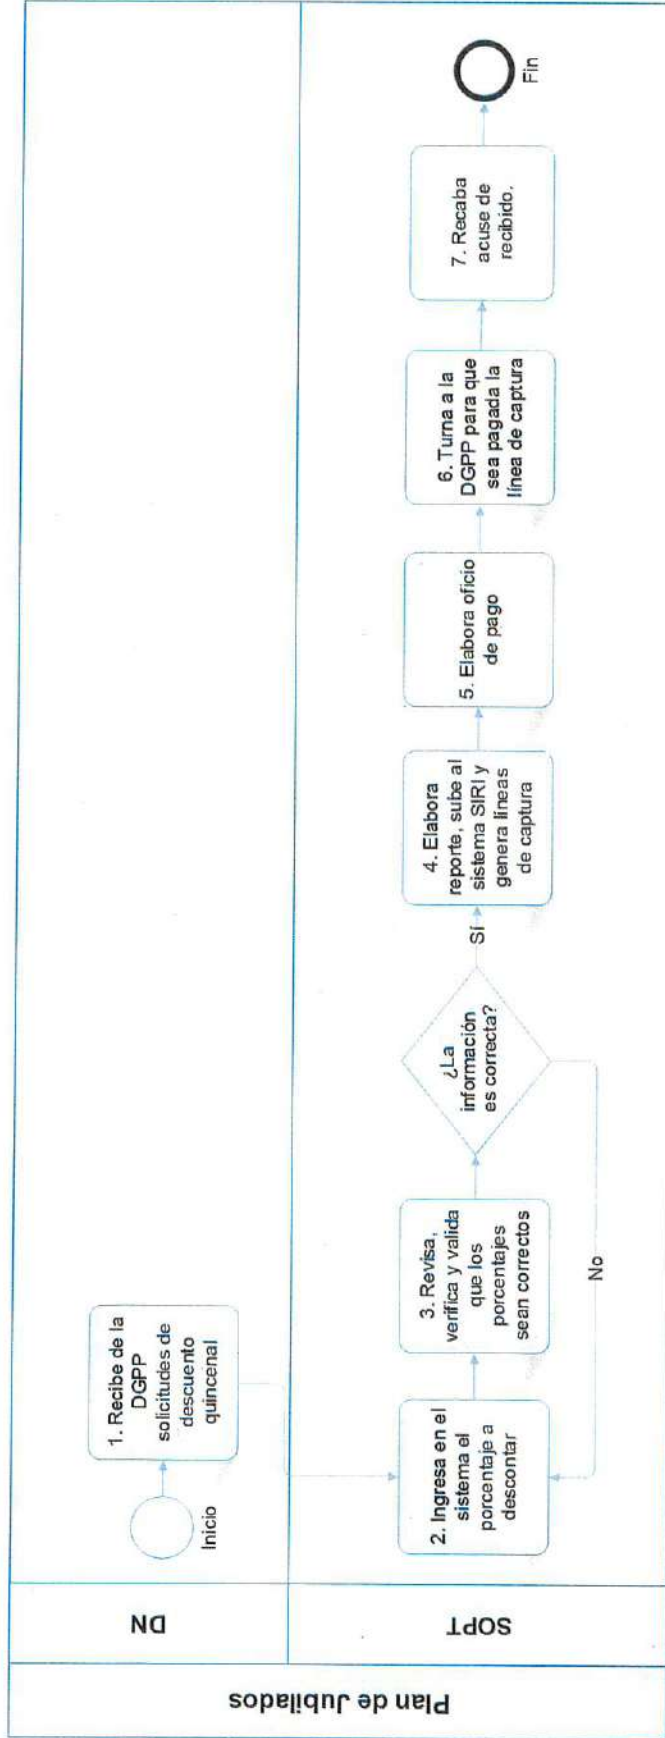 Plan de Jubilados
DN
SOPT
Inicio
1. Recibe de la
DGPP
solicitudes de
descuento
quincenal
2. Ingresa en el
sistema el
porcentaje a
descontar
3. Revisa,
verifica y valida
que los
porcentajes
sean correctos
¿La
información
es correcta?
No
Sí
4. Elabora
reporte, sube al
sistema SIRI y
genera líneas
de captura
5. Elabora oficio
de pago
6. Turna a la
DGPP para que
sea pagada la
línea de captura
7. Recaba
acuse de
recibido.
Fin